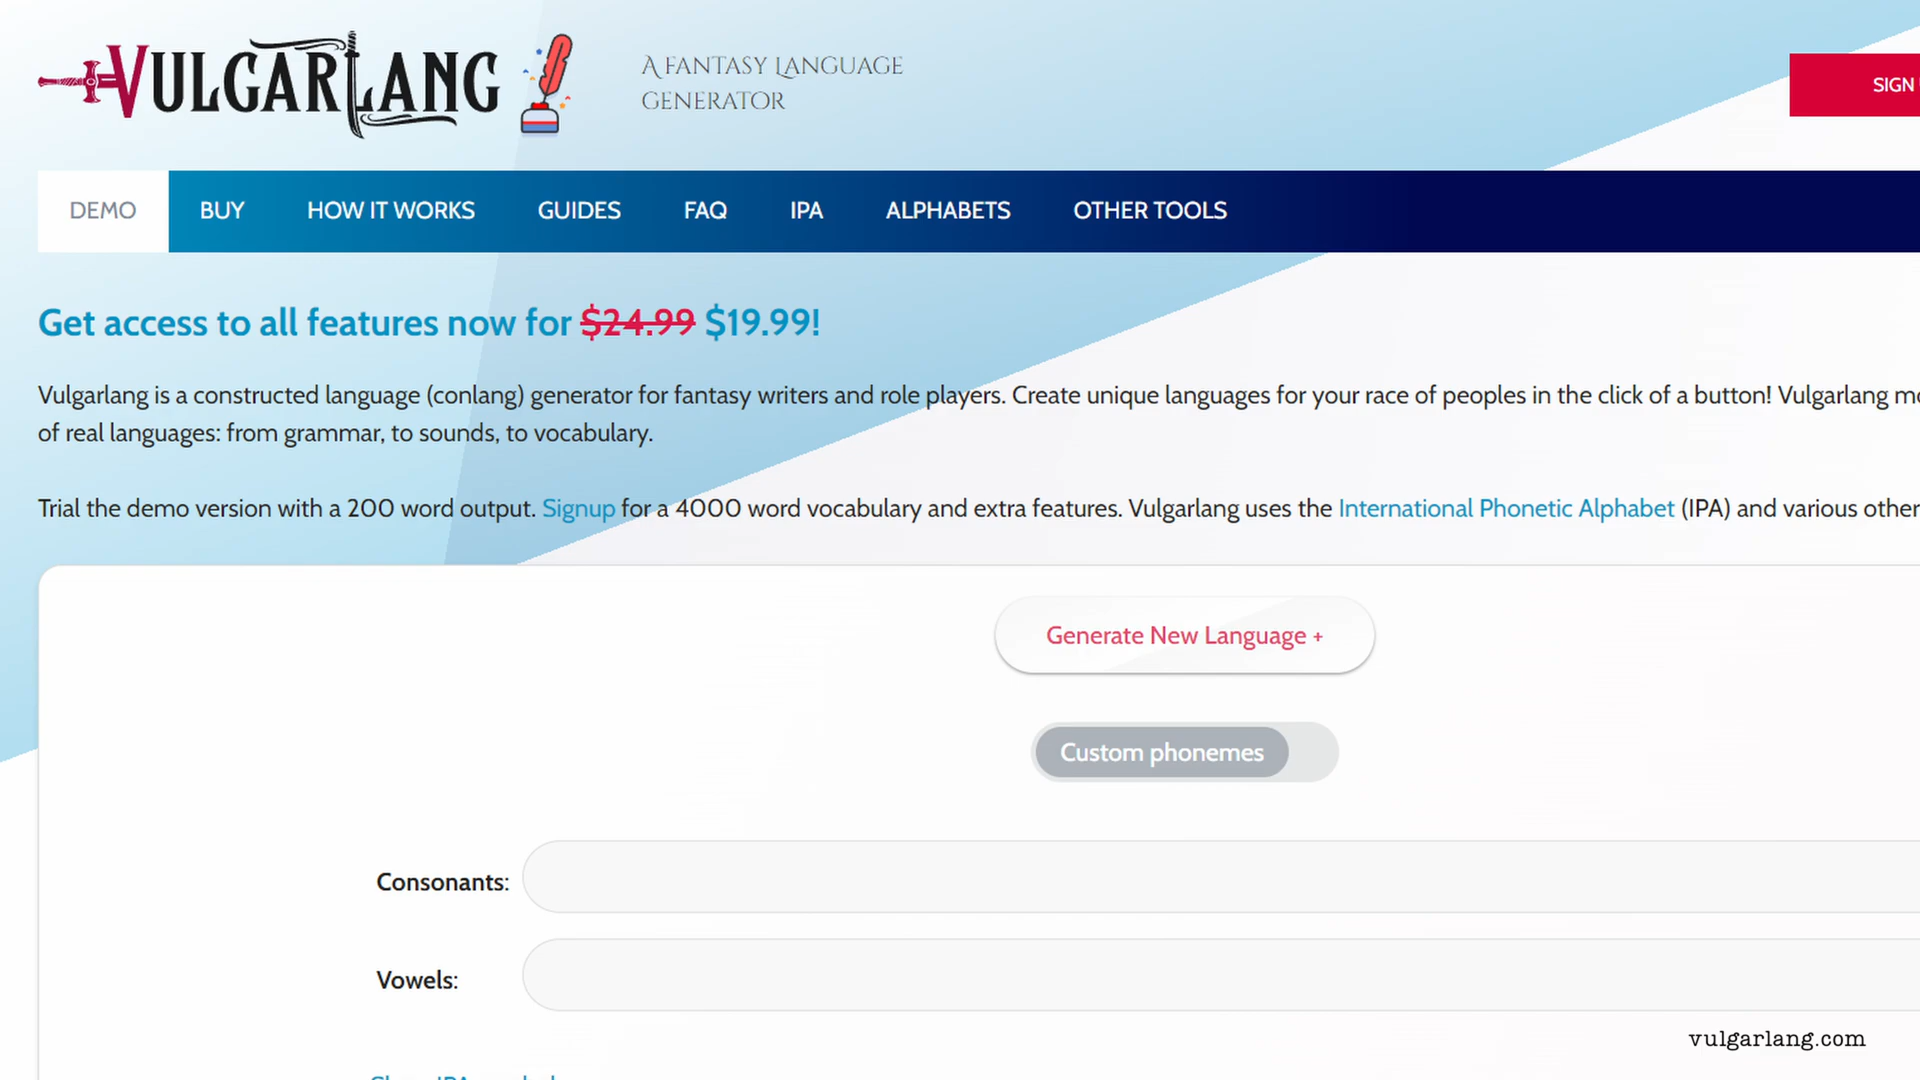 VULGARLANG
A FANTASY LANGUAGE
GENERATOR
SIGN
DEMO BUY HOW IT WORKS GUIDES FAQ IPA ALPHABETS OTHER TOOLS
Get access to all features now for $24.99 $19.99!
Vulgarlang is a constructed language (conlang) generator for fantasy writers and role players. Create unique languages for your race of peoples in the click of a button! Vulgarlang
of real languages: from grammar, to sounds, to vocabulary.
Trial the demo version with a 200 word output. Signup for a 4000 word vocabulary and extra features. Vulgarlang uses the International Phonetic Alphabet (IPA) and various other
Generate New Language +
Custom phonemes
Consonants:
Vowels:
vulgarlang.com